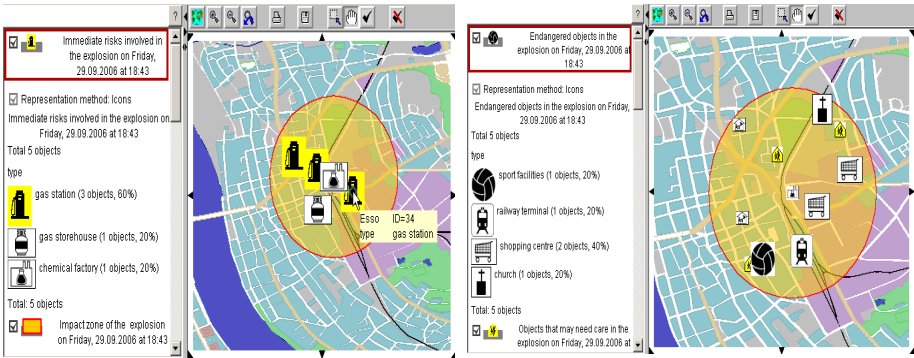 ?
Immediate risks involved in
the explosion on Friday,
29.09.2006 at 18:43
Representation method: Icons
Immediate risks involved in the explosion on
Friday, 29.09.2006 at 18:43
Total 5 objects
type
gas station (3 objects, 60%)
gas storehouse (1 objects, 20%)
chemical factory (1 objects, 20%)
Total: 5 objects
Impact zone of the explosion
on Friday, 29.09.2006 at 18:43
Esso ID=34
type gas station
?
Endangered objects in the
explosion on Friday,
29.09.2006 at 18:43
Representation method: Icons
Endangered objects in the explosion on Friday,
29.09.2006 at 18:43
Total 5 objects
type
sport facilities (1 objects, 20%)
railway terminal (1 objects, 20%)
shopping centre (2 objects, 40%)
church (1 objects, 20%)
Total: 5 objects
Objects that may need care in the
explosion on Friday,
29.09.2006 at 18:43